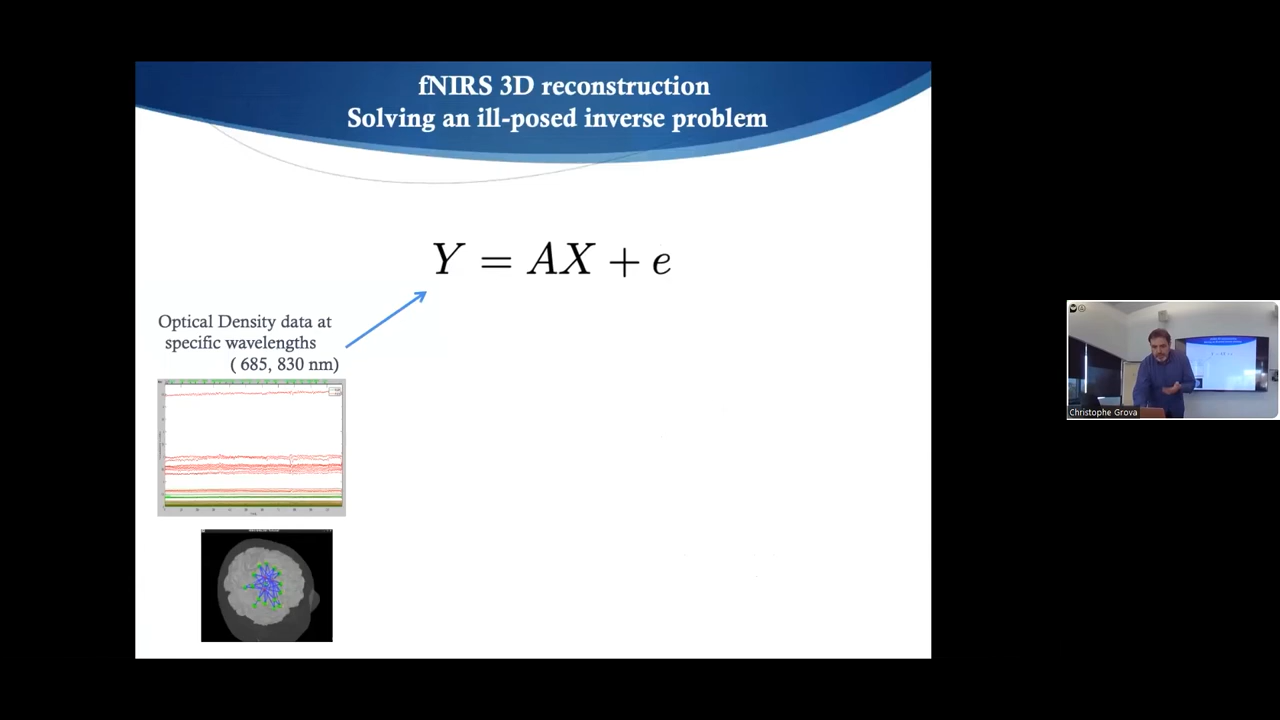 fNIRS 3D reconstruction
Solving an ill-posed inverse problem
Y = AX + e
Optical Density data at
specific wavelengths
( 685, 830 nm)
Christophe Grova